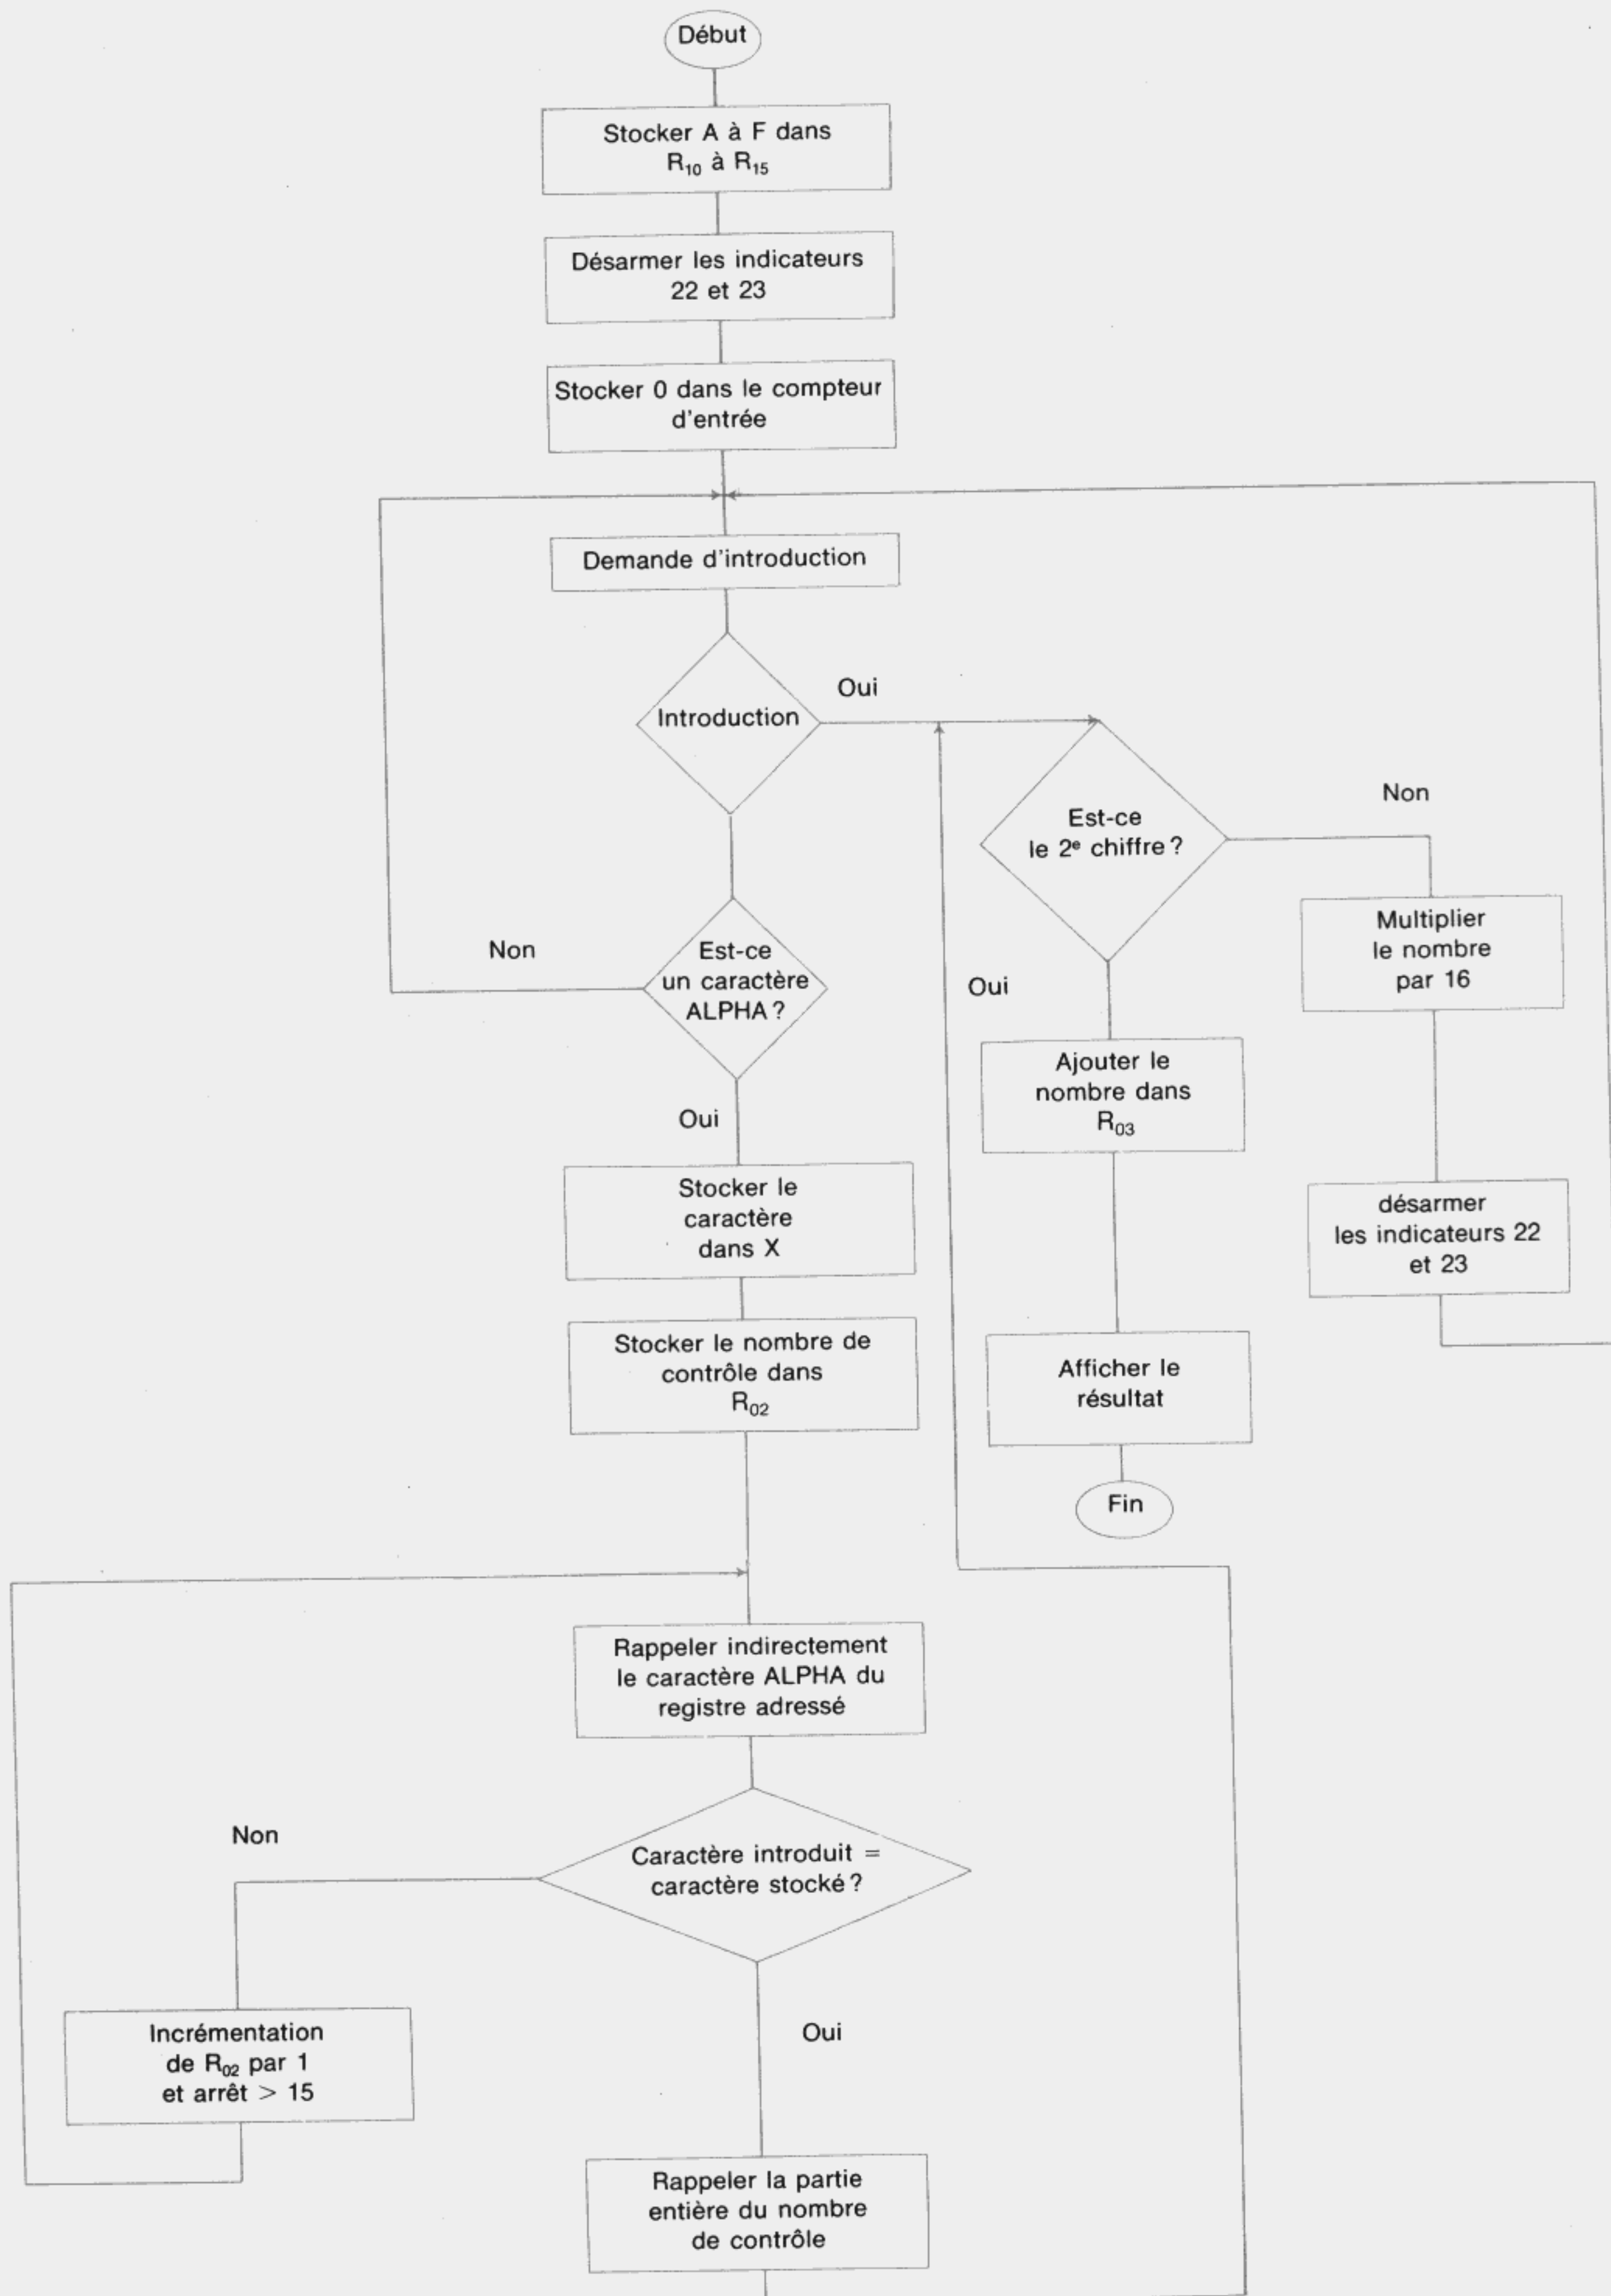 Début
Stocker A à F dans
R₁₀ à R₁₅
Désarmer les indicateurs
22 et 23
Stocker 0 dans le compteur
d'entrée
Demande d'introduction
Introduction
Oui
Est-ce
le 2ᵉ chiffre ?
Non
Multiplier
le nombre
par 16
désarmer
les indicateurs 22
et 23
Oui
Ajouter le
nombre dans
R₀₃
Afficher le
résultat
Fin
Est-ce
un caractère
ALPHA ?
Non
Oui
Stocker le
caractère
dans X
Stocker le nombre de
contrôle dans
R₀₂
Rappeler indirectement
le caractère ALPHA du
registre adressé
Caractère introduit =
caractère stocké ?
Non
Incrémentation
de R₀₂ par 1
et arrêt > 15
Oui
Rappeler la partie
entière du nombre
de contrôle